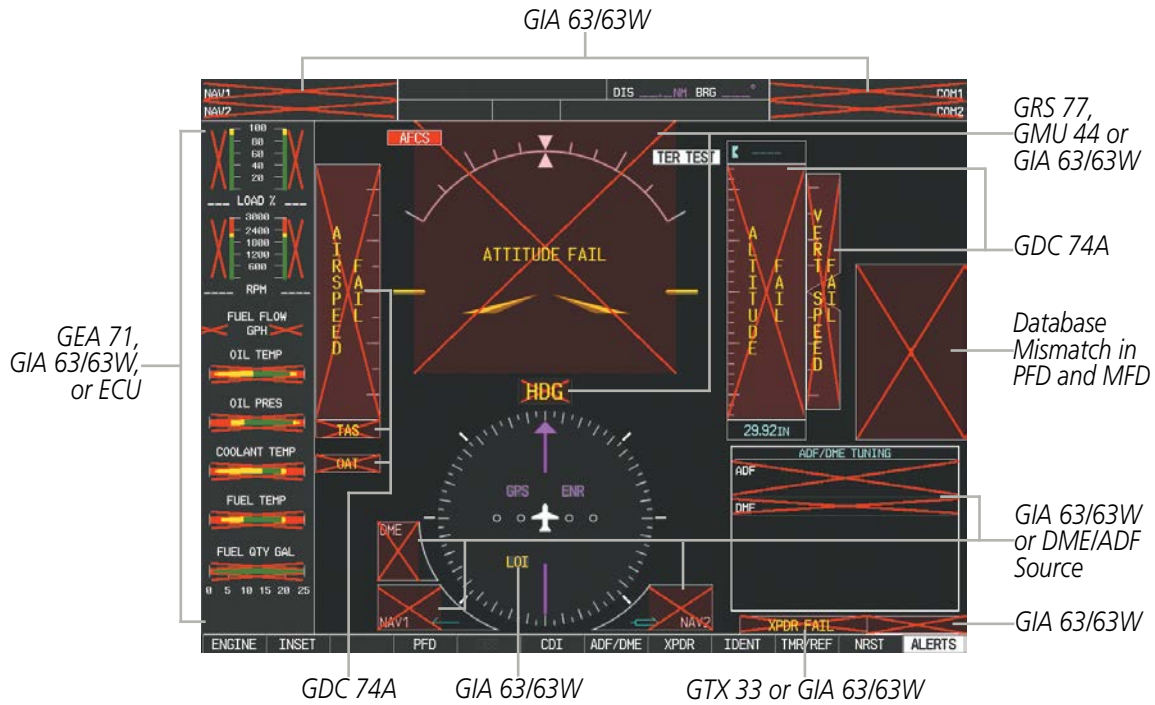 GIA 63/63W
NAV1
NAV2
DIS __._NM BRG ___°
COM1
COM2
GRS 77,
GMU 44 or
GIA 63/63W
AFCS
TER TEST
100
80
60
40
20
LOAD %
3000
2400
1800
1200
600
RPM
FUEL FLOW
GPH
OIL TEMP
OIL PRES
COOLANT TEMP
FUEL TEMP
FUEL QTY GAL
0 5 10 15 20 25
GEA 71,
GIA 63/63W,
or ECU
AIRSPEED FAIL
TAS
OAT
ATTITUDE FAIL
ALTITUDE FAIL
VERT SPEED FAIL
GDC 74A
Database
Mismatch in
PFD and MFD
HDG
29.92IN
GPS ENR
LOI
DME
NAV1
NAV2
ADF/DME TUNING
ADF
DME
GIA 63/63W
or DME/ADF
Source
XPDR FAIL
GIA 63/63W
ENGINE INSET PFD CDI ADF/DME XPDR IDENT TMR/REF NRST ALERTS
GDC 74A
GIA 63/63W
GTX 33 or GIA 63/63W